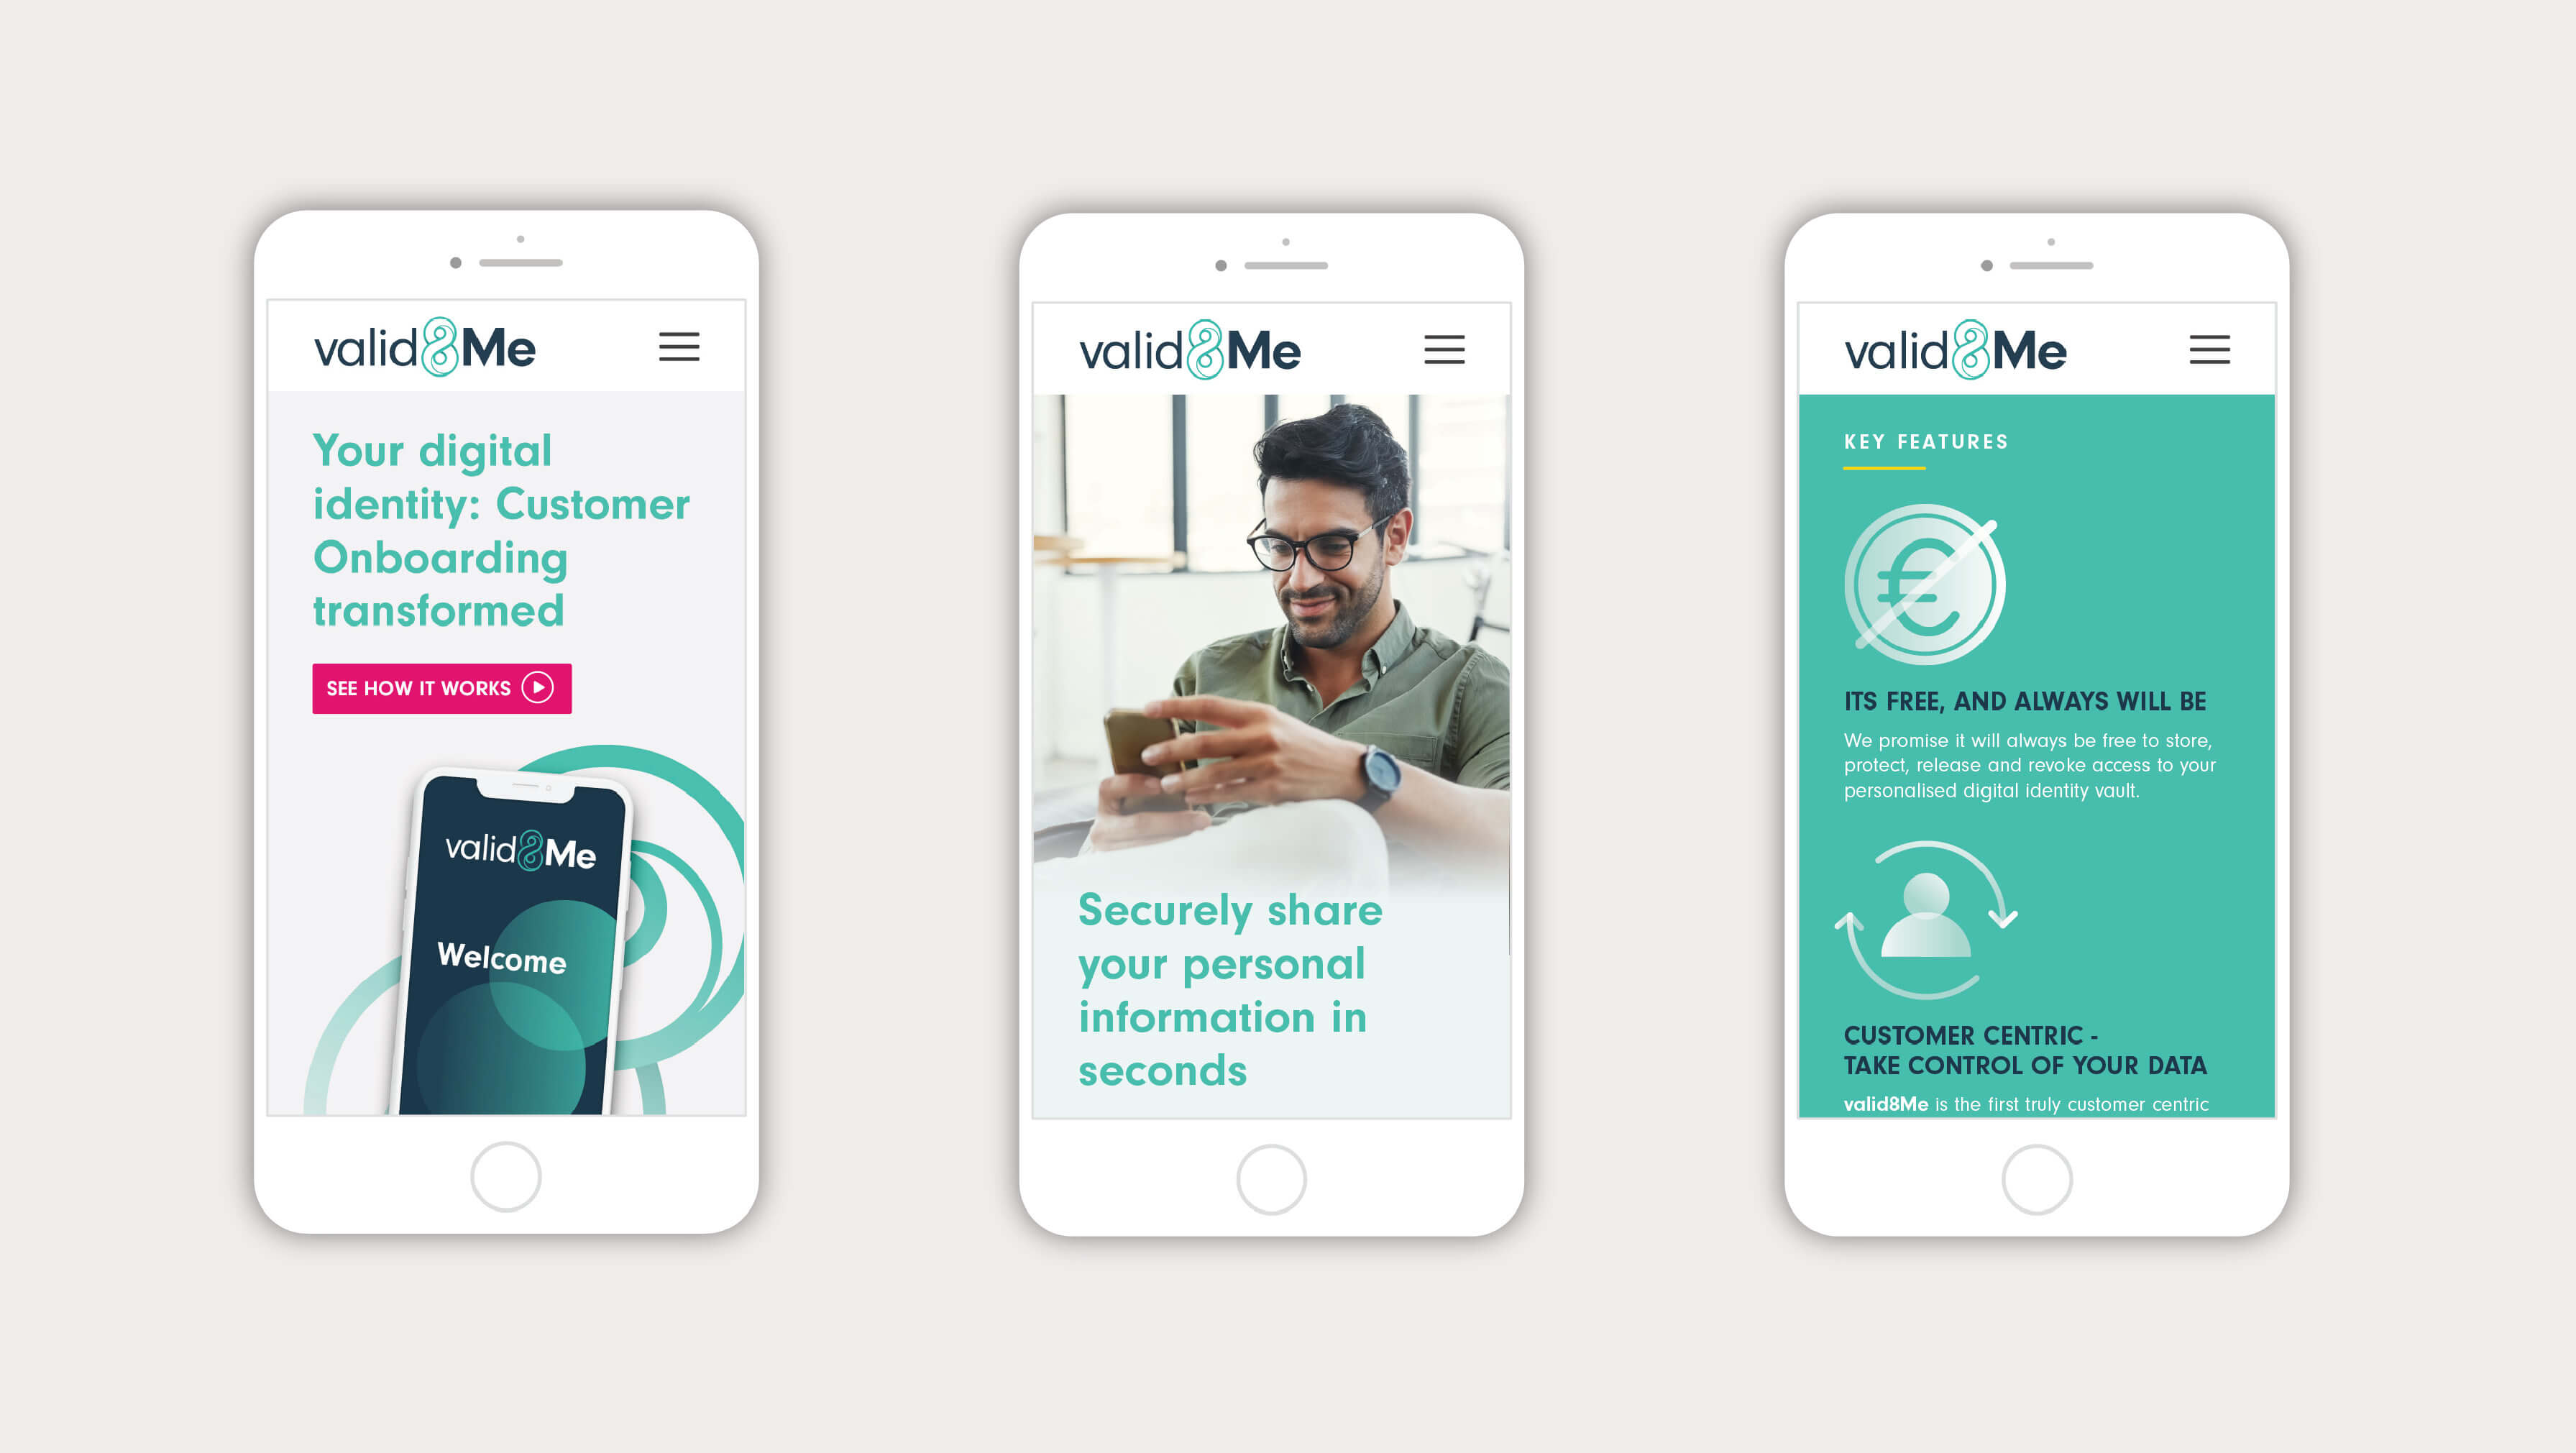 valid8Me
Your digital
identity: Customer
Onboarding
transformed
SEE HOW IT WORKS
valid8Me
Welcome
valid8Me
Securely share
your personal
information in
seconds
valid8Me
KEY FEATURES
€
ITS FREE, AND ALWAYS WILL BE
We promise it will always be free to store,
protect, release and revoke access to your
personalised digital identity vault.
CUSTOMER CENTRIC -
TAKE CONTROL OF YOUR DATA
valid8Me is the first truly customer centric